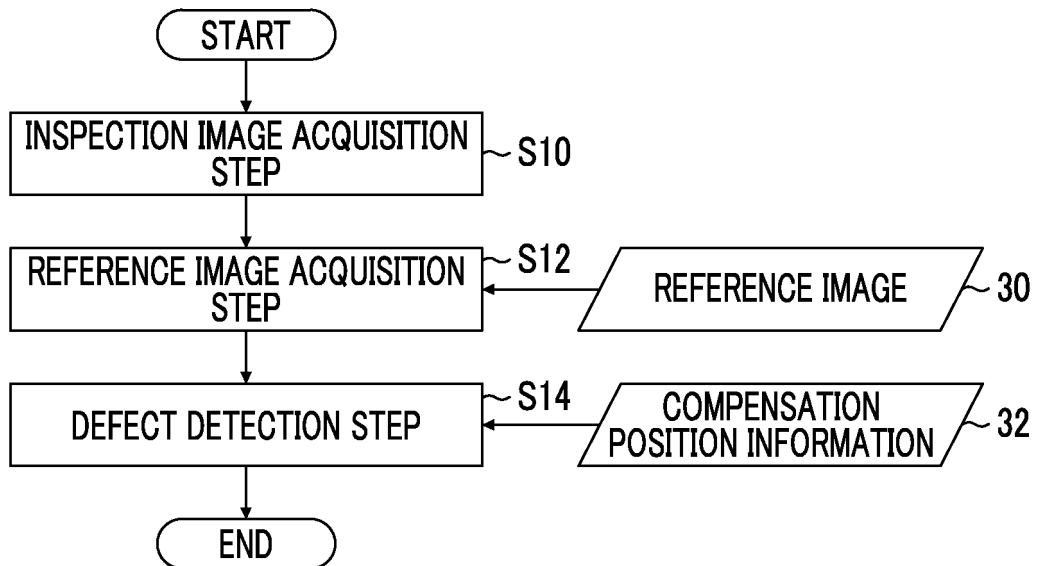 START
INSPECTION IMAGE ACQUISITION
STEP
S10
REFERENCE IMAGE ACQUISITION
STEP
S12
REFERENCE IMAGE
30
DEFECT DETECTION STEP
S14
COMPENSATION
POSITION INFORMATION
32
END